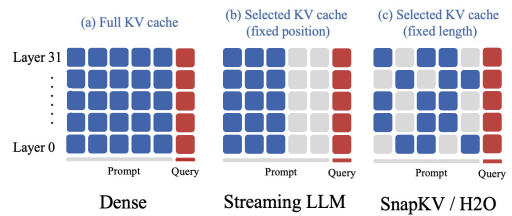 (a) Full KV cache
(b) Selected KV cache
(fixed position)
(c) Selected KV cache
(fixed length)
Layer 31
Layer 0
Prompt
Query
Prompt
Query
Prompt
Query
Dense
Streaming LLM
SnapKV / H2O